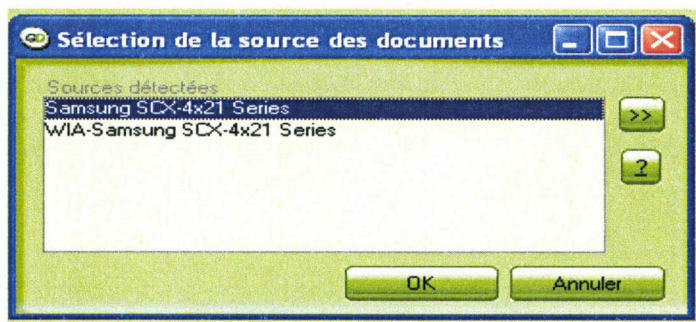 Sélection de la source des documents
Sources détectées
Samsung SCX-4x21 Series
>>
WIA-Samsung SCX-4x21 Series
?
OK
Annuler